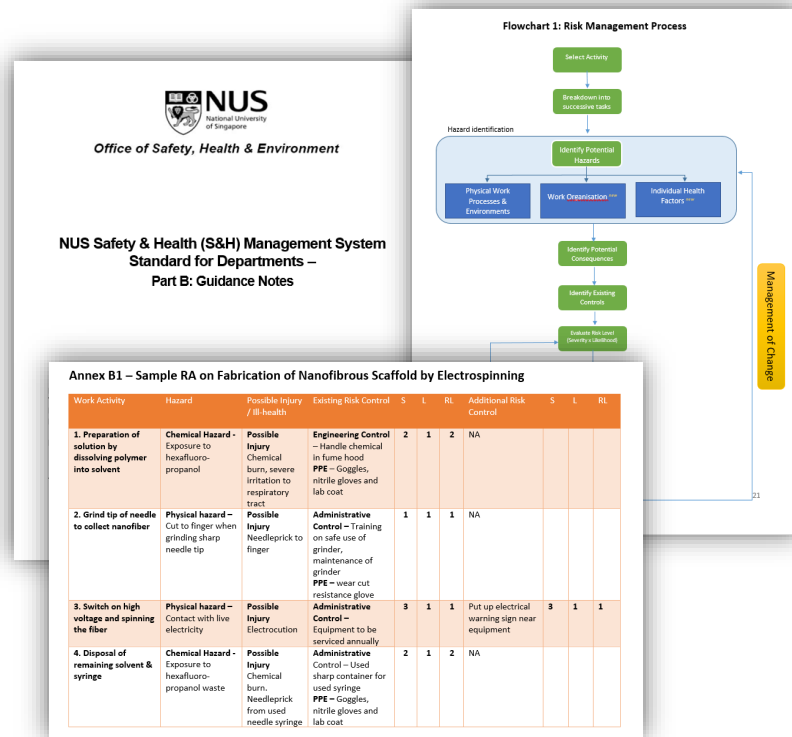 Flowchart 1: Risk Management Process
Select Activity
Breakdown into
successive tasks
Hazard identification
Identify Potential
Hazards
Physical Work
Processes &
Environments
Work Organisation
Individual Health
Factors
Identify Potential
Consequences
Identify Existing
Controls
Evaluate Risk Level
(Severity x Likelihood)
Management of Change
21
NUS
National University
of Singapore
Office of Safety, Health & Environment
NUS Safety & Health (S&H) Management System
Standard for Departments –
Part B: Guidance Notes
Annex B1 – Sample RA on Fabrication of Nanofibrous Scaffold by Electrospinning
Work Activity Hazard Possible Injury Existing Risk Control S L RL Additional Risk S L RL
/ Ill-health Control
1. Preparation of Chemical Hazard - Possible Engineering Control 2 1 2 NA
solution by Exposure to Injury – Handle chemical
dissolving polymer hexafluoro- Chemical in fume hood
into solvent propanol burn, severe PPE – Goggles,
irritation to nitrile gloves and
respiratory lab coat
tract
2. Grind tip of needle Physical hazard – Possible Administrative 1 1 1 NA
to collect nanofiber Cut to finger when Injury Control – Training
grinding sharp Needleprick to on safe use of
needle tip finger grinder,
maintenance of
grinder
PPE – wear cut
resistance glove
3. Switch on high Physical hazard – Possible Administrative 3 1 1 Put up electrical 3 1 1
voltage and spinning Contact with live Injury Control – warning sign near
the fiber electricity Electrocution Equipment to be equipment
serviced annually
4. Disposal of Chemical Hazard - Possible Administrative 2 1 2 NA
remaining solvent & Exposure to Injury Control – Used
syringe hexafluoro- Chemical sharp container for
propanol waste burn. used syringe
Needleprick PPE – Goggles,
from used nitrile gloves and
needle syringe lab coat